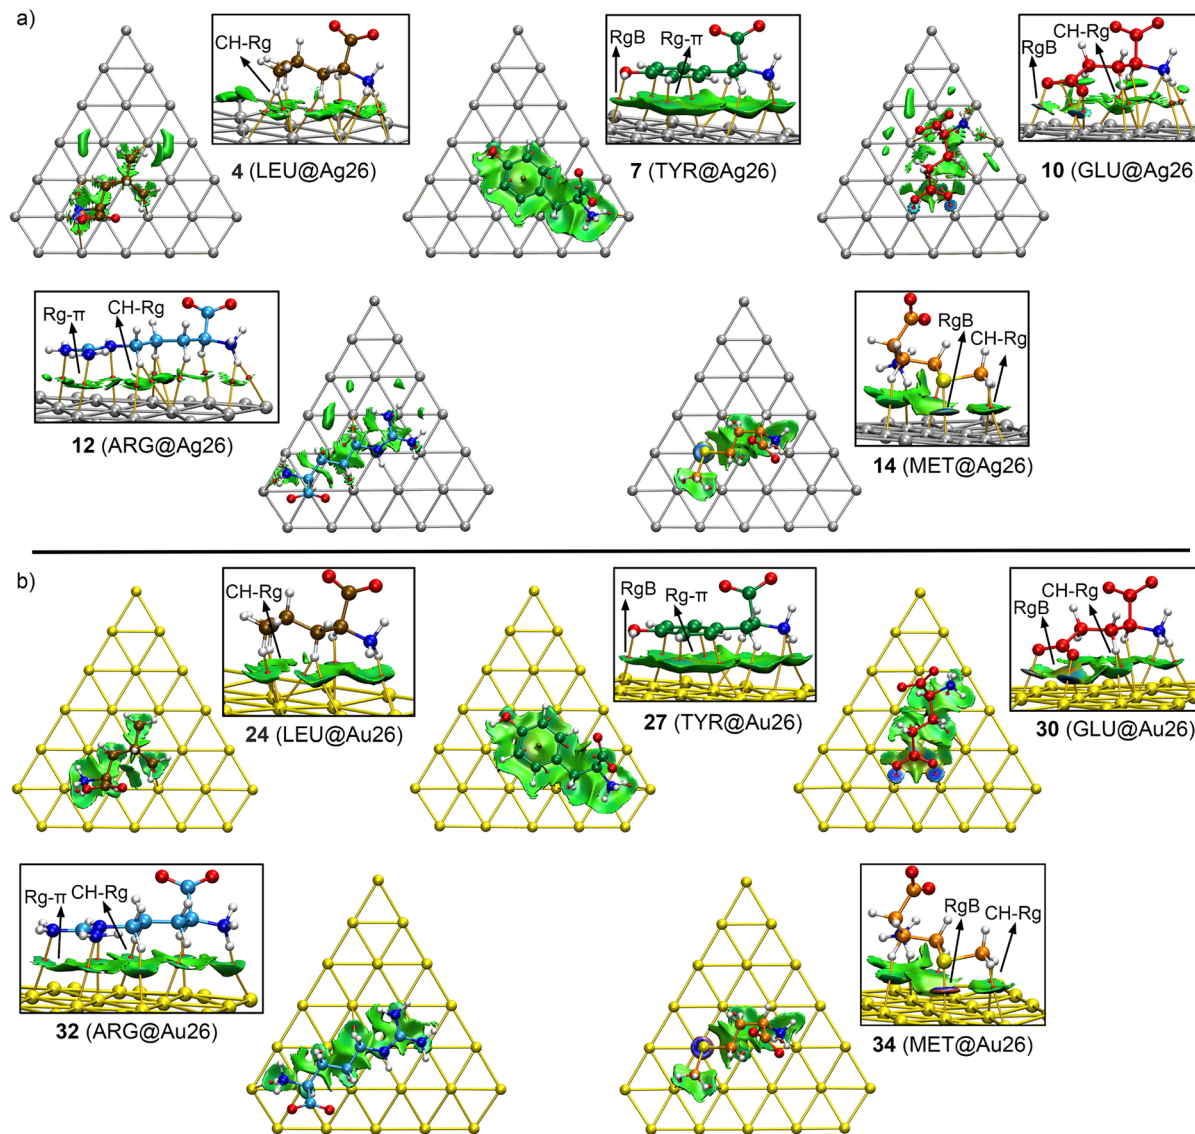 a)
CH-Rg
4 (LEU@Ag26)
RgB
Rg-π
7 (TYR@Ag26)
RgB
CH-Rg
10 (GLU@Ag26)
Rg-π
CH-Rg
12 (ARG@Ag26)
RgB
CH-Rg
14 (MET@Ag26)
b)
CH-Rg
24 (LEU@Au26)
RgB
Rg-π
27 (TYR@Au26)
RgB
CH-Rg
30 (GLU@Au26)
Rg-π
CH-Rg
32 (ARG@Au26)
RgB
CH-Rg
34 (MET@Au26)